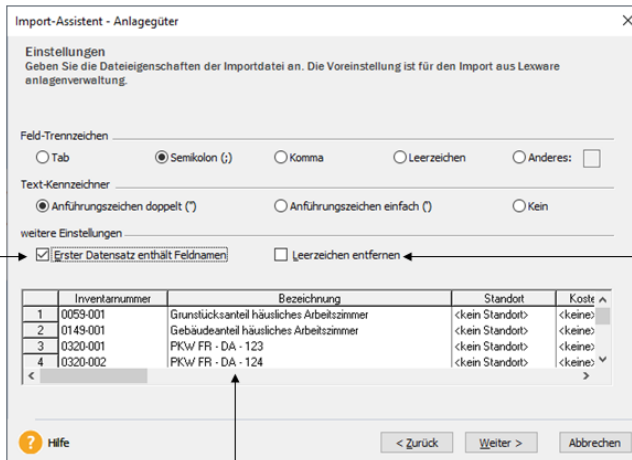 Import-Assistent - Anlagegüter
Einstellungen
Geben Sie die Dateieigenschaften der Importdatei an. Die Voreinstellung ist für den Import aus Lexware
anlagenverwaltung.
Feld-Trennzeichen
Tab Semikolon (;) Komma Leerzeichen Anderes:
Text-Kennzeichner
Anführungszeichen doppelt (") Anführungszeichen einfach (') Kein
weitere Einstellungen
Erster Datensatz enthält Feldnamen Leerzeichen entfernen
Inventarnummer Bezeichnung Standort Koste
1 0059-001 Grunstücksanteil häusliches Arbeitszimmer <kein Standort> <keine>
2 0149-001 Gebäudeanteil häusliches Arbeitszimmer <kein Standort> <keine>
3 0320-001 PKW FR - DA - 123 <kein Standort> <keine>
4 0320-002 PKW FR - DA - 124 <kein Standort> <keine>
? Hilfe < Zurück Weiter > Abbrechen